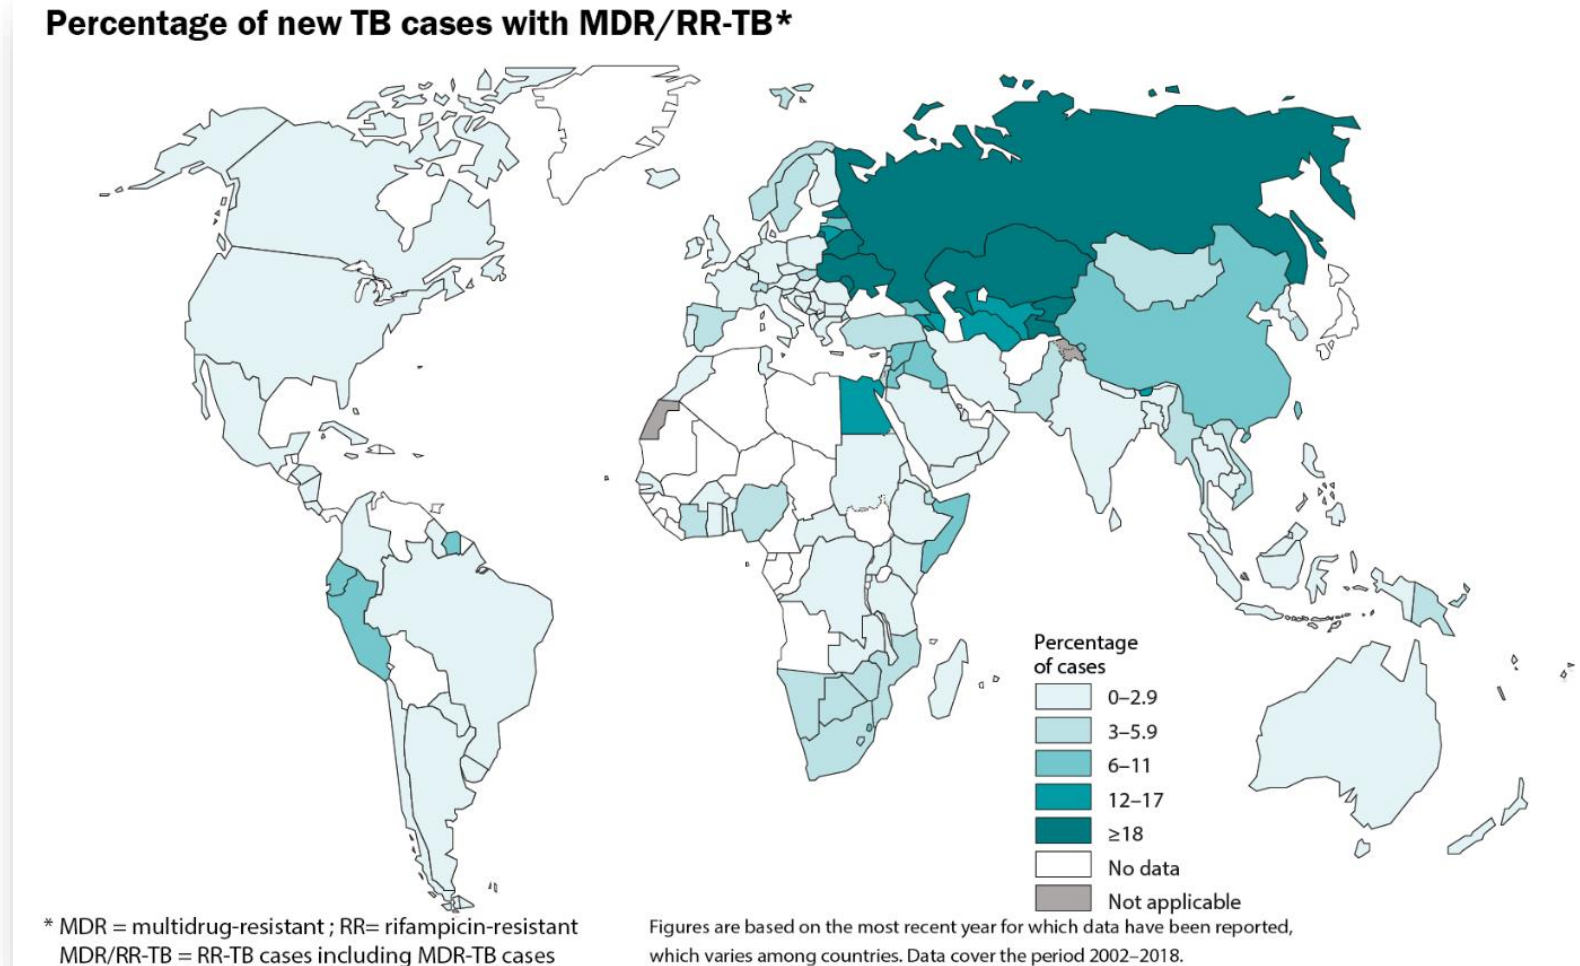 Percentage of new TB cases with MDR/RR-TB*
Percentage
of cases
0–2.9
3–5.9
6–11
12–17
≥18
No data
Not applicable
* MDR = multidrug-resistant ; RR= rifampicin-resistant
MDR/RR-TB = RR-TB cases including MDR-TB cases
Figures are based on the most recent year for which data have been reported,
which varies among countries. Data cover the period 2002–2018.